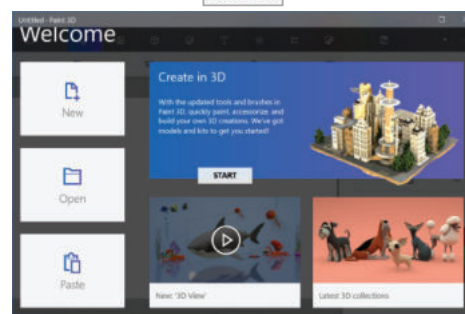 Untitled - Paint 3D
Welcome
New
Open
Paste
Create in 3D
With the updated tools and brushes in
Paint 3D, quickly paint, accessorize, and
build your own 3D creations. We've got
models and kits to get you started!
START
New: '3D View'
Latest 3D collections